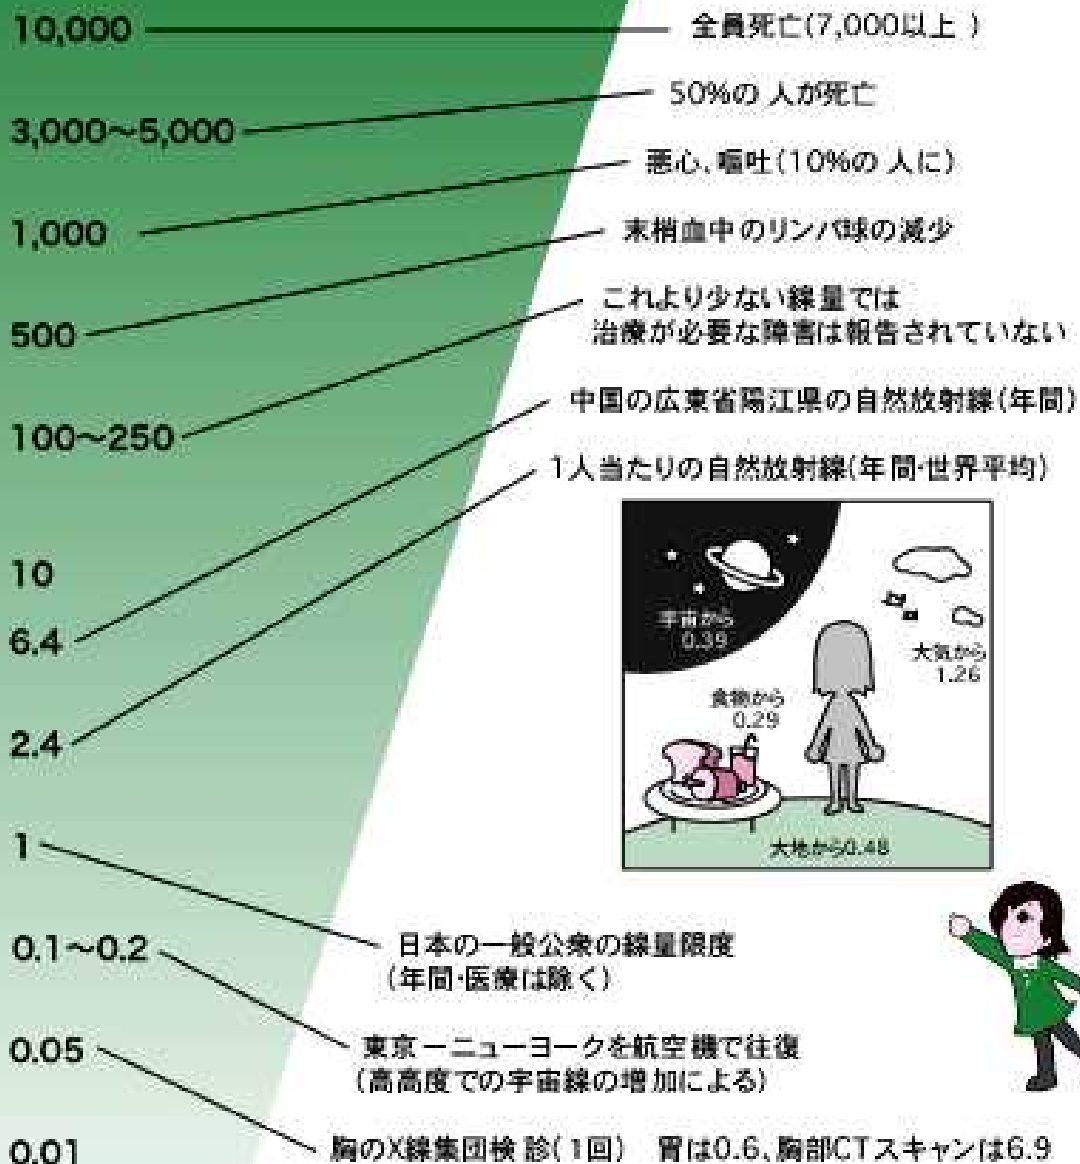 10,000 全員死亡(7,000以上 )
50%の 人が死亡
3,000〜5,000
悪心、嘔吐(10%の 人に)
1,000
末梢血中のリンパ球の減少
500
これより少ない線量では
治療が必要な障害は報告されていない
100〜250
中国の広東省陽江県の自然放射線(年間)
1人当たりの自然放射線(年間・世界平均)
10
6.4
2.4
宇宙から
0.39
大気から
1.26
食物から
0.29
大地から0.48
1
日本の一般公衆の線量限度
(年間・医療は除く)
0.1〜0.2
東京ーニューヨークを航空機で往復
(高高度での宇宙線の増加による)
0.05
胸のX線集団検 診(1回) 胃は0.6、胸部CTスキャンは6.9
0.01